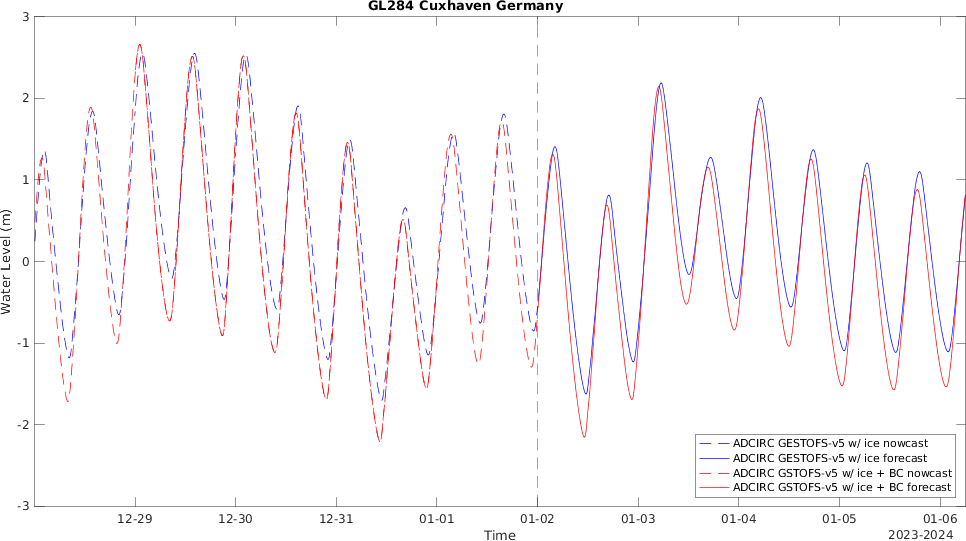 GL284 Cuxhaven Germany
3
2
1
0
-1
-2
-3
Water Level (m)
ADCIRC GESTOFS-v5 w/ ice nowcast
ADCIRC GESTOFS-v5 w/ ice forecast
ADCIRC GSTOFS-v5 w/ ice + BC nowcast
ADCIRC GSTOFS-v5 w/ ice + BC forecast
12-29 12-30 12-31 01-01 01-02 01-03 01-04 01-05 01-06
Time
2023-2024